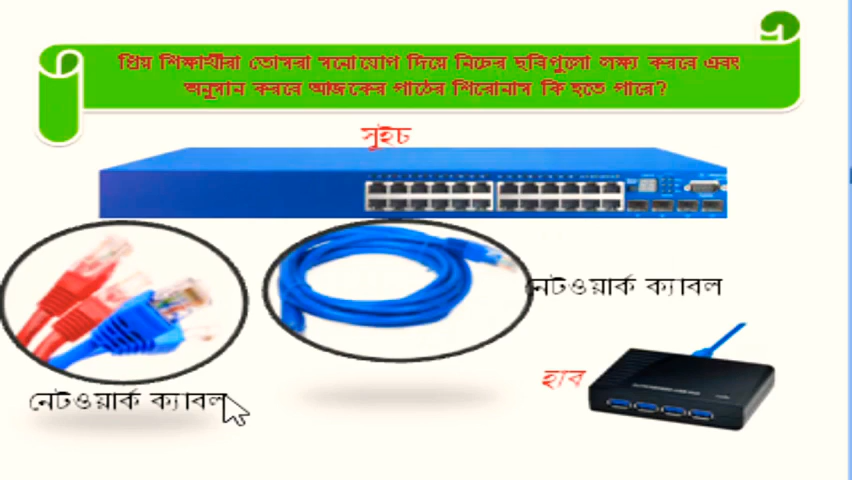 প্রিয় শিক্ষার্থীরা তোমরা মনোযোগ দিয়ে নিচের ছবিগুলো লক্ষ্য করবে এবং
অনুমান করবে আজকের পাঠের শিরোনাম কি হতে পারে?
সুইচ
নেটওয়ার্ক ক্যাবল
হাব
নেটওয়ার্ক ক্যাবল